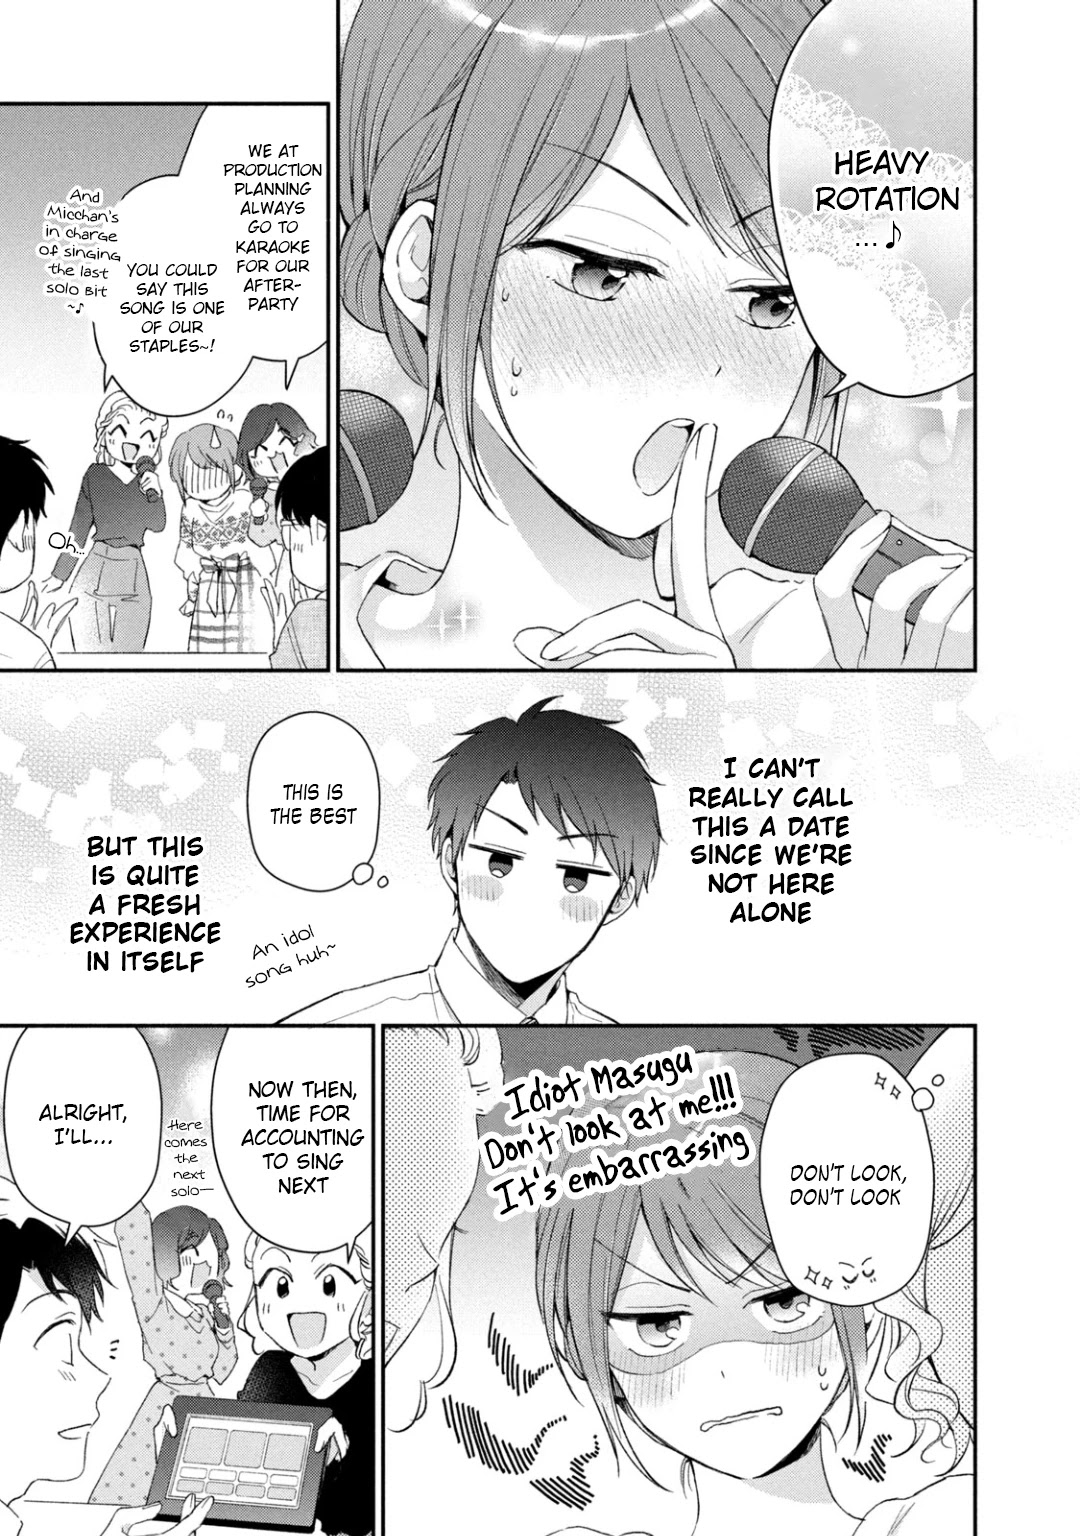 HEAVY
ROTATION
...♪
WE AT
PRODUCTION
PLANNING
ALWAYS
GO TO
KARAOKE
FOR OUR
AFTER-
PARTY
YOU COULD
SAY THIS
SONG IS ONE
OF OUR
STAPLES~!
And
Micchan's
in charge
of singing
the last
solo bit
~♪
Oh...
I CAN'T
REALLY CALL
THIS A DATE
SINCE WE'RE
NOT HERE
ALONE
THIS IS
THE BEST
An idol
song huh~
BUT THIS
IS QUITE
A FRESH
EXPERIENCE
IN ITSELF
DON'T LOOK,
DON'T LOOK
Idiot Masugu
Don't look at me!!!
It's embarrassing
NOW THEN,
TIME FOR
ACCOUNTING
TO SING
NEXT
Here
comes
the
next
solo—
ALRIGHT,
I'LL...